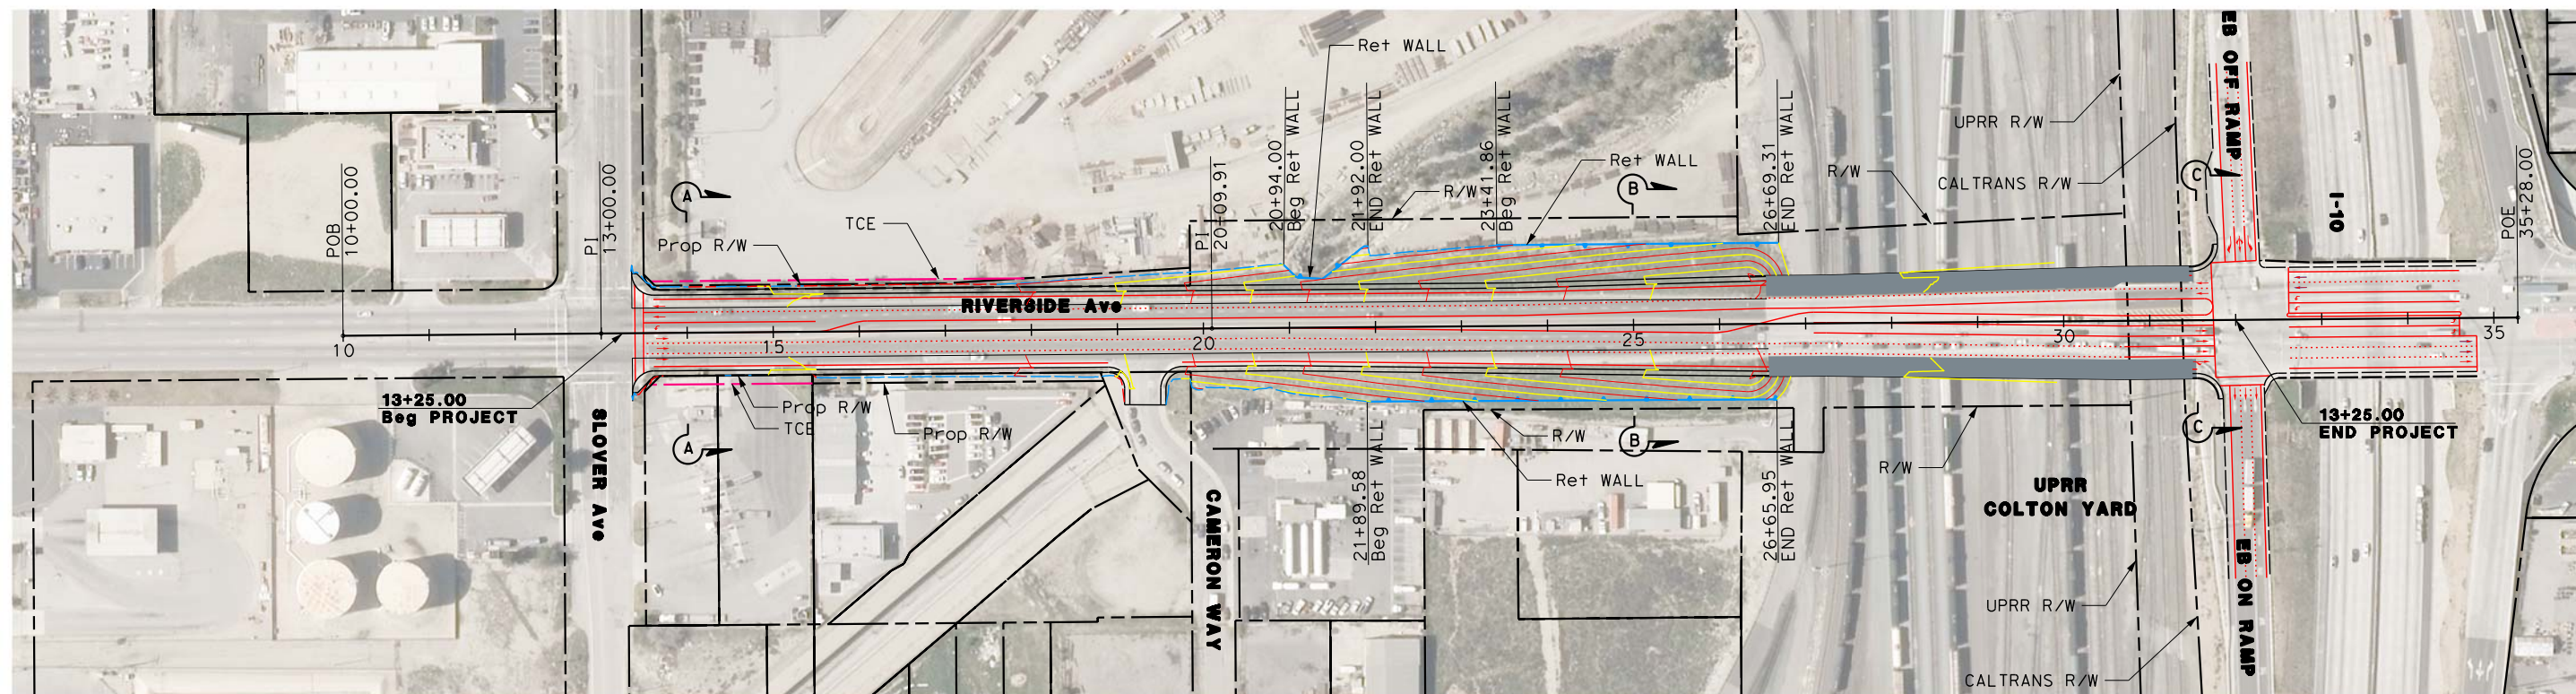 EB OFF RAMP
Ret WALL
UPRR R/W
20+94.00
Beg Ret WALL
21+92.00
END Ret WALL
23+41.86
Beg Ret WALL
26+69.31
END Ret WALL
Ret WALL
R/W
R/W
CALTRANS R/W
A
B
C
I-10
POB
10+00.00
PI
13+00.00
TCE
Prop R/W
PI
20+09.91
POE
35+28.00
RIVERSIDE Ave
10
15
20
25
30
35
13+25.00
Beg PROJECT
Prop R/W
TCE
Prop R/W
A
SLOVER Ave
CAMERON WAY
21+89.58
Beg Ret WALL
R/W
B
Ret WALL
26+65.95
END Ret WALL
R/W
UPRR
COLTON YARD
C
13+25.00
END PROJECT
EB ON RAMP
UPRR R/W
CALTRANS R/W